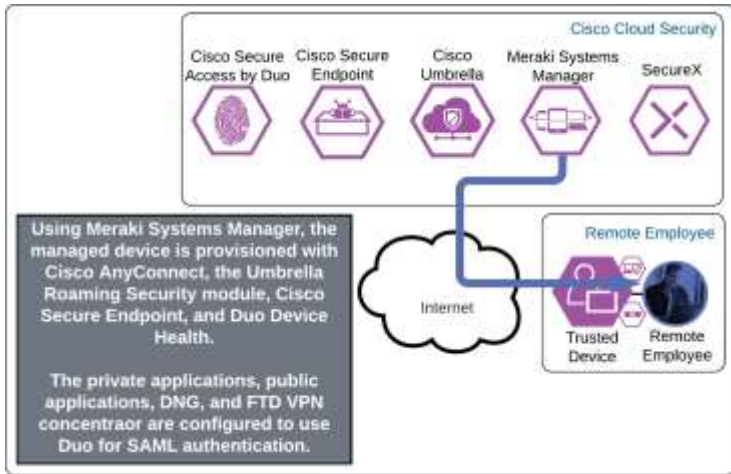 Cisco Cloud Security
Cisco Secure
Access by Duo
Cisco Secure
Endpoint
Cisco
Umbrella
Meraki Systems
Manager
SecureX
Using Meraki Systems Manager, the
managed device is provisioned with
Cisco AnyConnect, the Umbrella
Roaming Security module, Cisco
Secure Endpoint, and Duo Device
Health.
The private applications, public
applications, DNG, and FTD VPN
concentraor are configured to use
Duo for SAML authentication.
Internet
Remote Employee
Trusted
Device
Remote
Employee